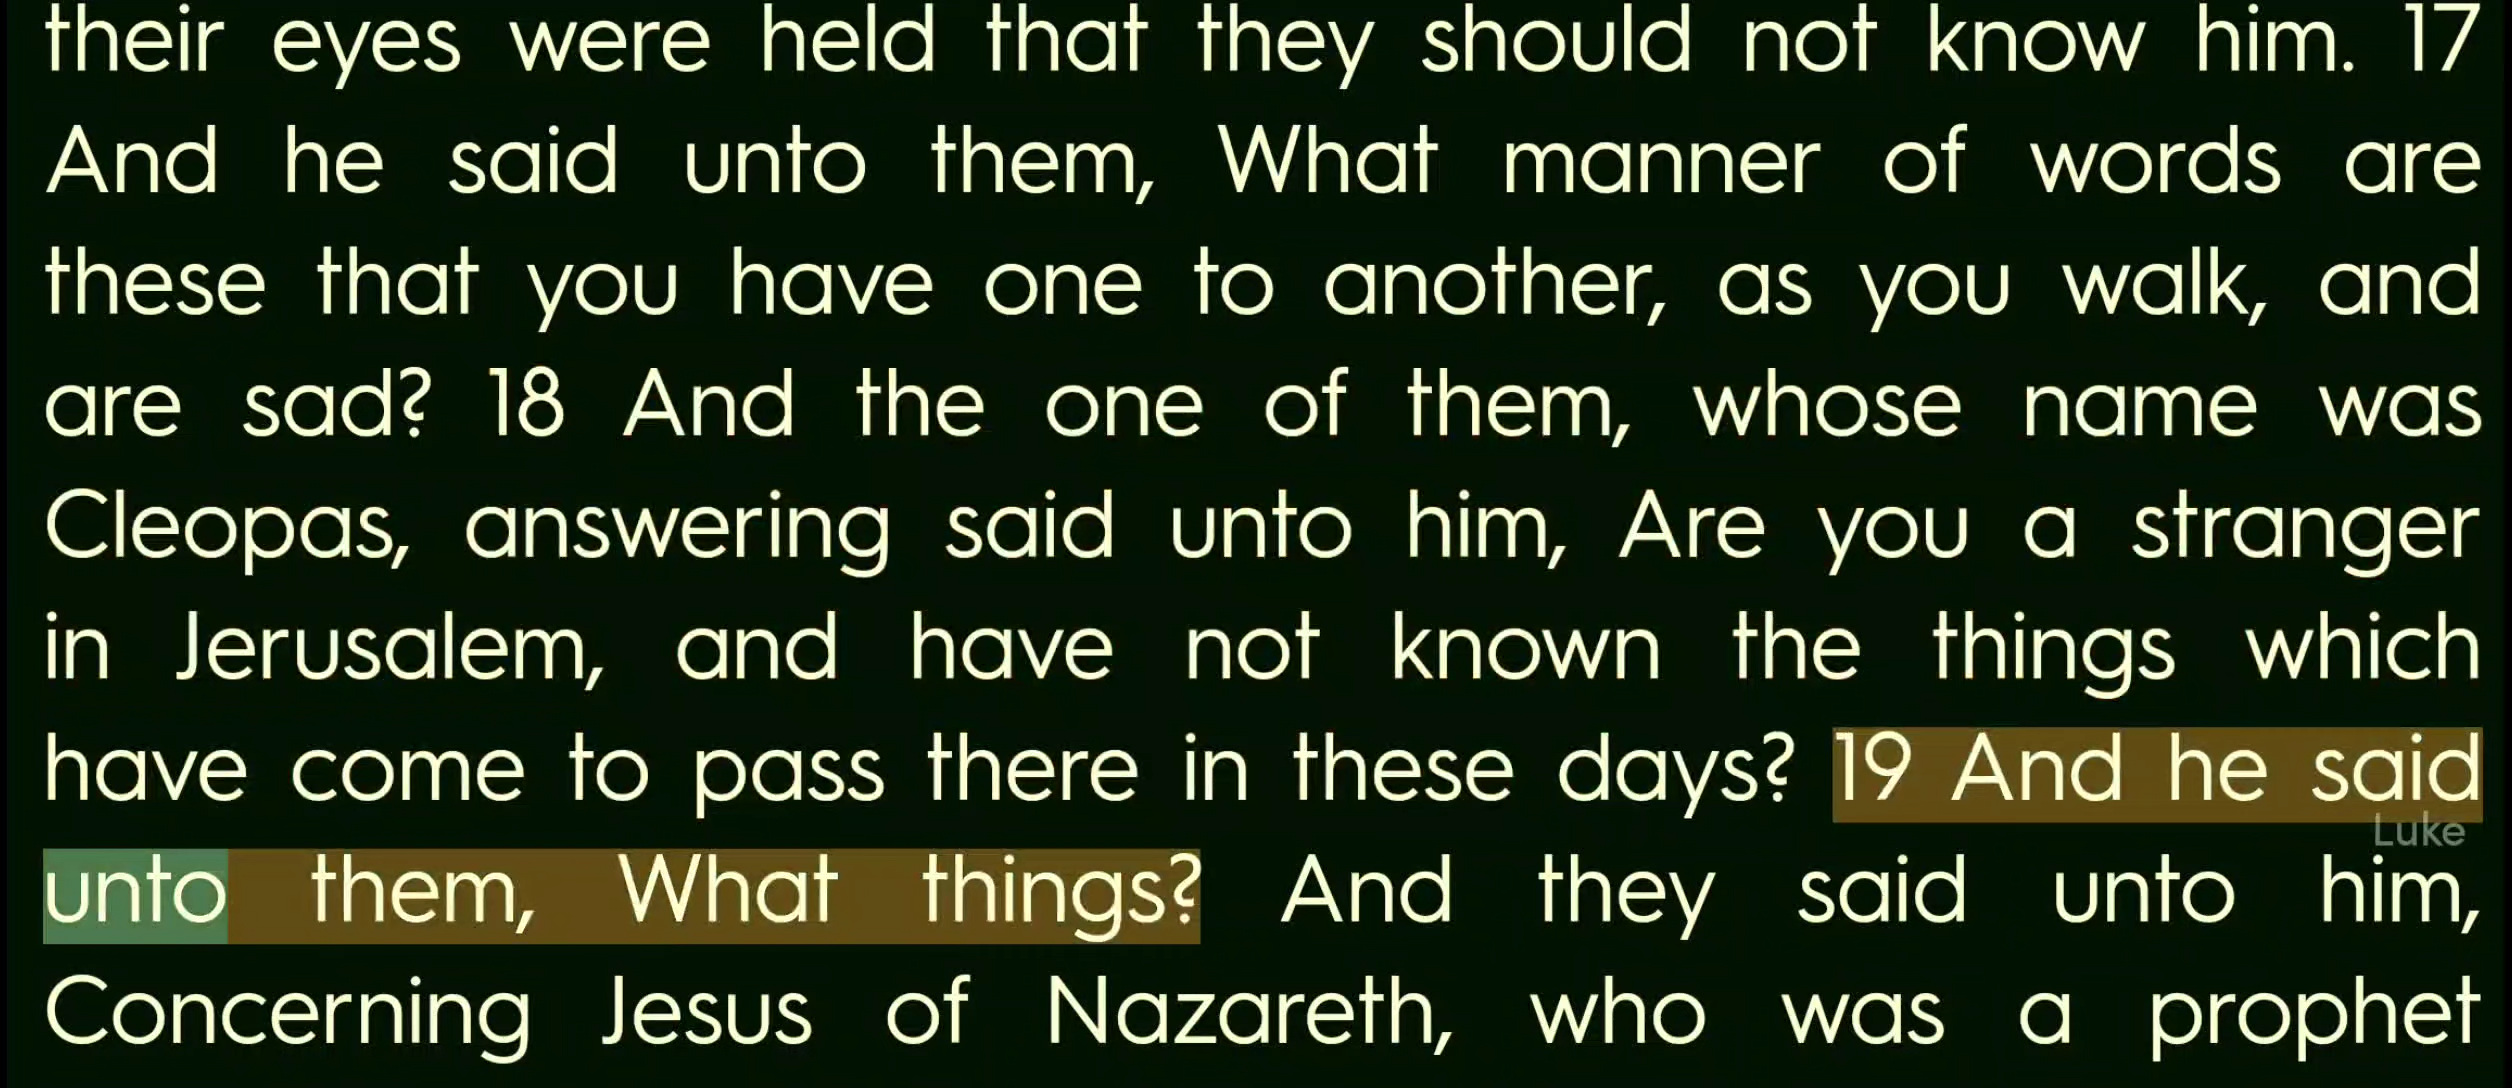 their eyes were held that they should not know him. 17
And he said unto them, What manner of words are
these that you have one to another, as you walk, and
are sad? 18 And the one of them, whose name was
Cleopas, answering said unto him, Are you a stranger
in Jerusalem, and have not known the things which
have come to pass there in these days? 19 And he said
Luke
unto them, What things? And they said unto him,
Concerning Jesus of Nazareth, who was a prophet